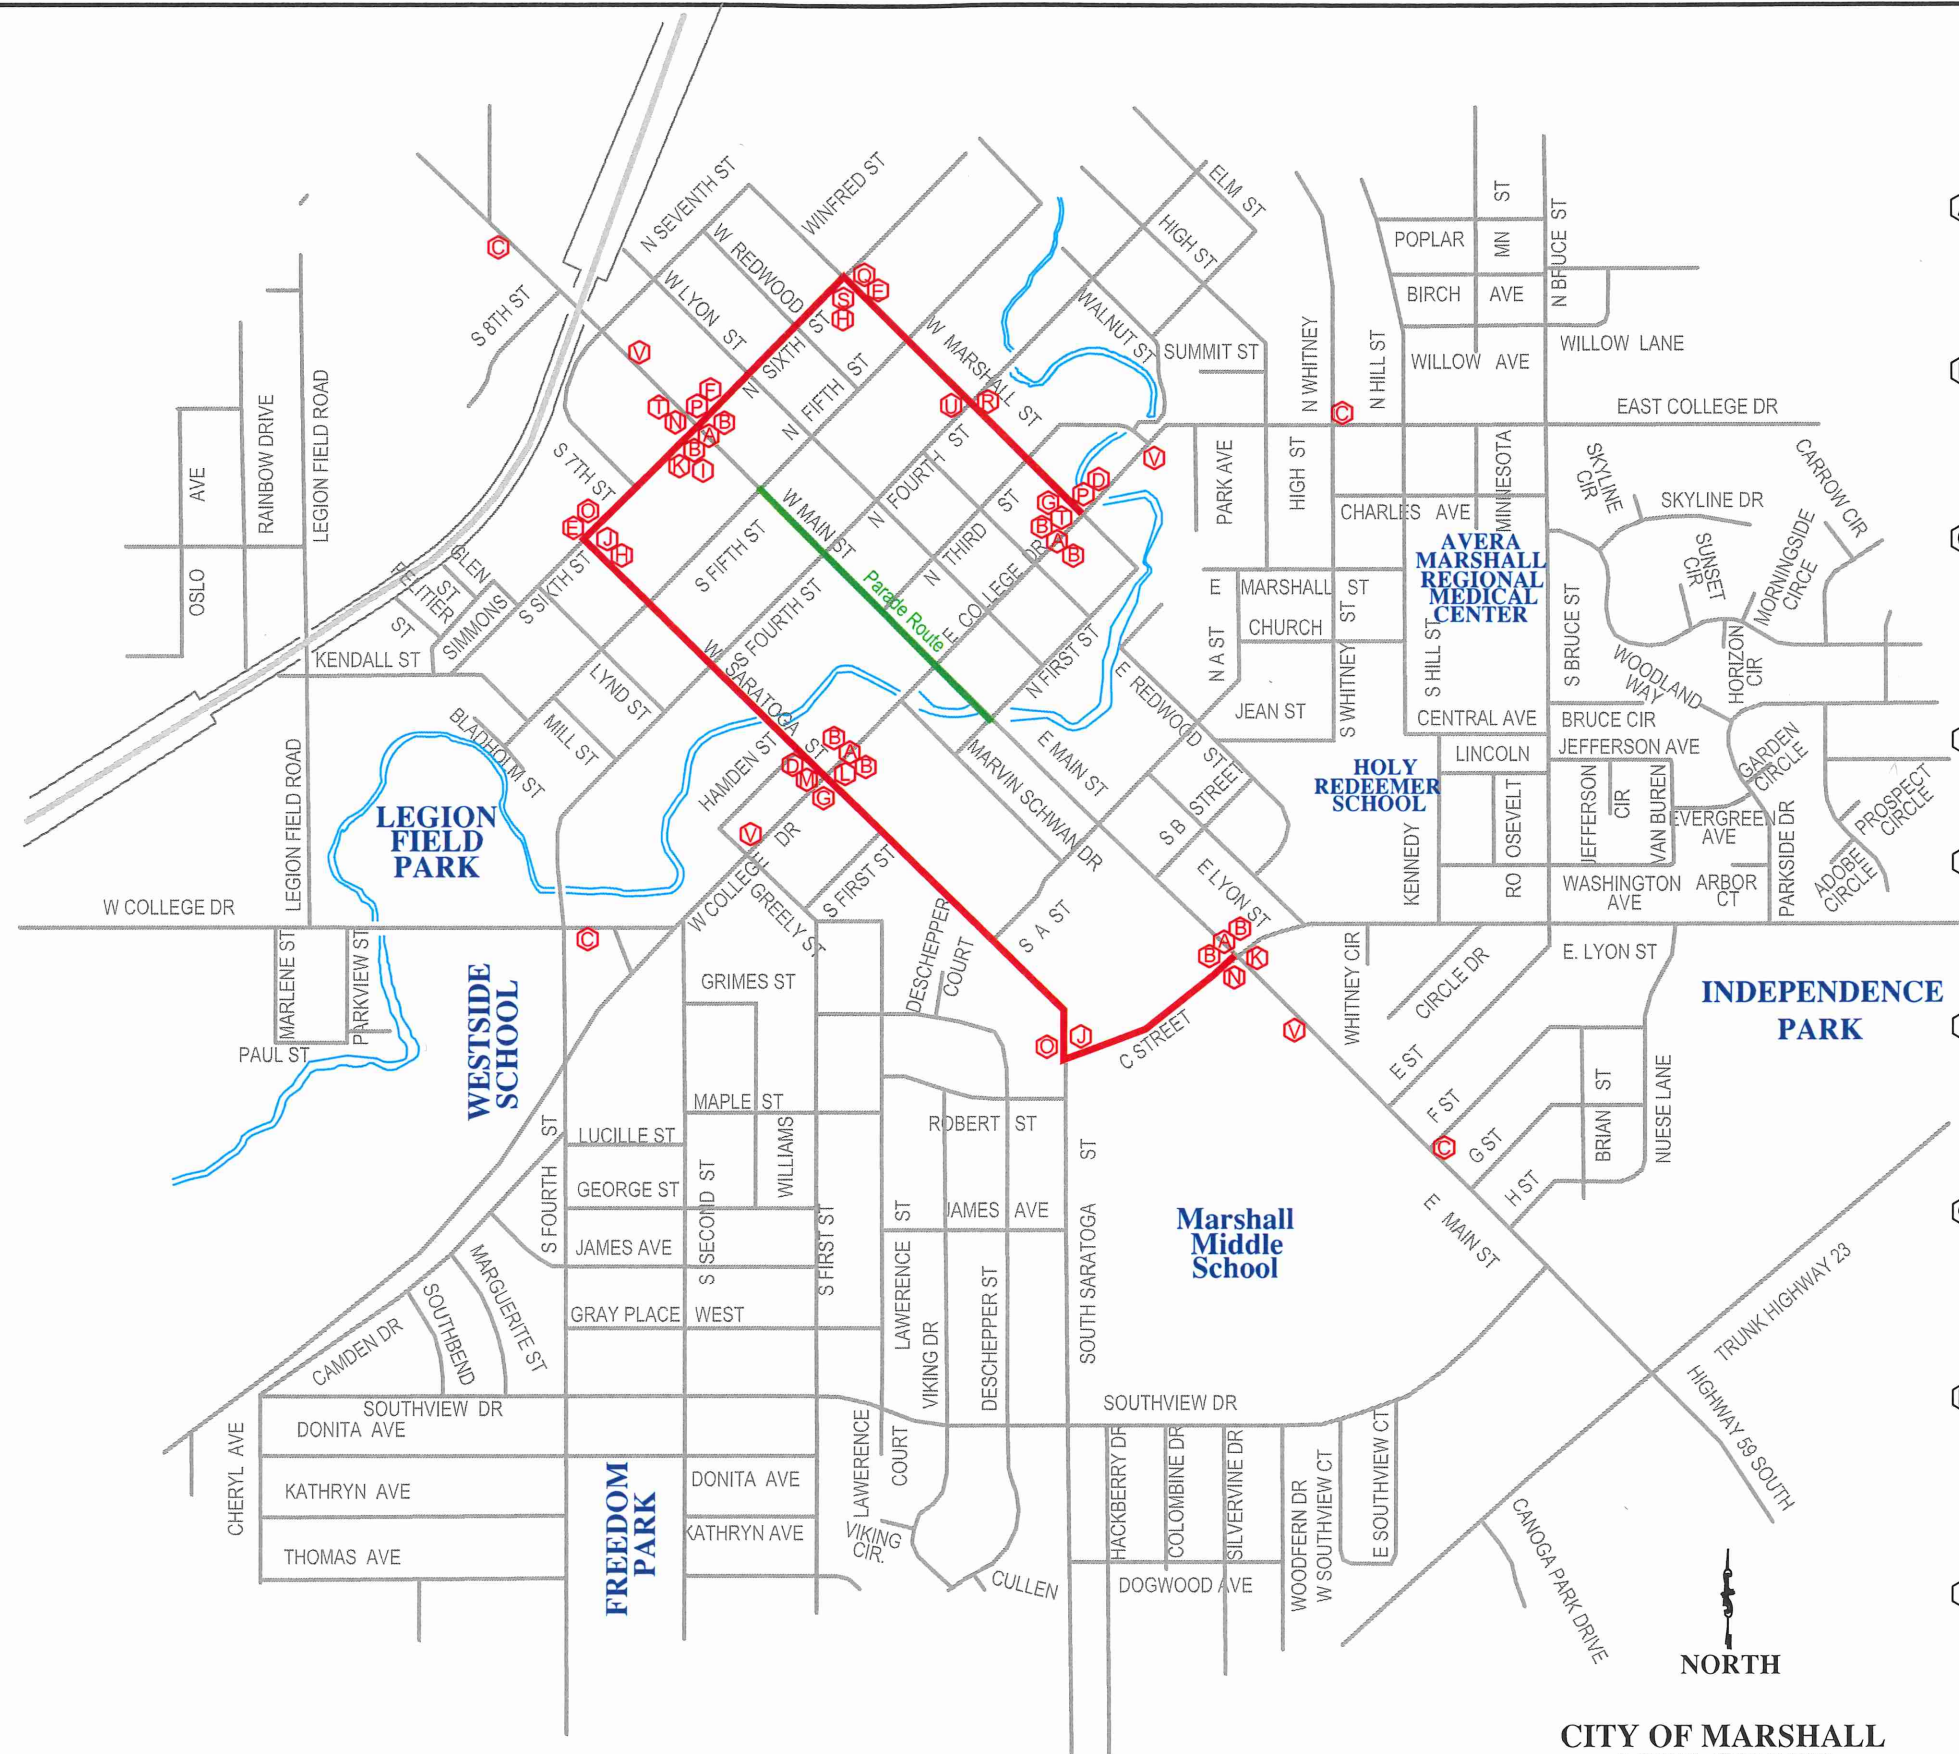 ELM ST
N SEVENTH ST
WINFRED ST
HIGH ST
ST
MN
POPLAR
N BRUCE ST
C
W REDWOOD ST
Q
E
S
H
BIRCH AVE
S 8TH ST
W LYON ST
WALNUT ST
W MARSHALL ST
WILLOW LANE
V
SUMMIT ST
WILLOW AVE
N WHITNEY
N HILL ST
N SIXTH
N FIFTH ST
F
P
T
N
B
A
B
K
I
U
R
C
EAST COLLEGE DR
AVE
RAINBOW DRIVE
LEGION FIELD ROAD
S 7TH ST
N FOURTH ST
V
D
P
G
T
B
A
B
PARK AVE
HIGH ST
MINNESOTA
SKYLINE CIR
CARROW CIR
SKYLINE DR
CHARLES AVE
O
E
J
H
W MAIN ST
N THIRD ST
S FIFTH ST
AVERA
MARSHALL
REGIONAL
MEDICAL
CENTER
SUNSET CIR
MORNINGSIDE CIRCE
OSLO
GLEN ST
PELTIER ST
SIMMONS
S SIXTH ST
Parade Route
E COLLEGE DR
E MARSHALL ST
CHURCH ST
S FOURTH ST
N A ST
S WHITNEY
S HILL ST
S BRUCE ST
WOODLAND WAY
HORIZON CIR
KENDALL ST
N FIRST ST
E REDWOOD ST
LYND ST
W SARATOGA ST
JEAN ST
CENTRAL AVE
BRUCE CIR
BLADHOLM ST
MILL ST
HAMDEN ST
B
A
B
D
M
L
G
MARVIN SCHWAN DR
E MAIN ST
LINCOLN
JEFFERSON AVE
GARDEN CIRCLE
HOLY
REDEEMER
SCHOOL
LEGION
FIELD
PARK
LEGION FIELD ROAD
S B STREET
KENNEDY
RO OSEVELT
JEFFERSON CIR
VAN BUREN
EVERGREEN
AVE
PARKSIDE DR
PROSPECT CIRCLE
ADOBE CIRCLE
V
W COLLEGE DR
S FIRST ST
E LYON ST
WASHINGTON
AVE
ARBOR
CT
W COLLEGE DR
GREELY ST
S A ST
C
B
A
B
K
N
MARLENE ST
PARKVIEW ST
DESCHEPPER COURT
WHITNEY CIR
CIRCLE DR
E. LYON ST
GRIMES ST
WESTSIDE
SCHOOL
INDEPENDENCE
PARK
PAUL ST
O
J
C STREET
V
E ST
F ST
G ST
H ST
BRIAN ST
NUESE LANE
C
MAPLE ST
WILLIAMS
ROBERT ST
LUCILLE ST
S FOURTH ST
GEORGE ST
S SECOND ST
JAMES AVE
S FIRST ST
JAMES AVE
LAWERENCE ST
SOUTH SARATOGA ST
Marshall
Middle
School
E MAIN ST
TRUNK HIGHWAY 23
MARGUERITE ST
SOUTHBEND
CAMDEN DR
GRAY PLACE WEST
VIKING DR
DESCHEPPER ST
HIGHWAY 59 SOUTH
SOUTHVIEW DR
SOUTHVIEW DR
CHERYL AVE
DONITA AVE
DONITA AVE
KATHRYN AVE
KATHRYN AVE
THOMAS AVE
FREEDOM
PARK
LAWERENCE COURT
VIKING
CIR.
CULLEN
HACKBERRY DR
COLOMBINE DR
SILVERVINE DR
WOODFERN DR
W SOUTHVIEW CT
E SOUTHVIEW CT
DOGWOOD AVE
CANOGA PARK DRIVE
NORTH
CITY OF MARSHALL